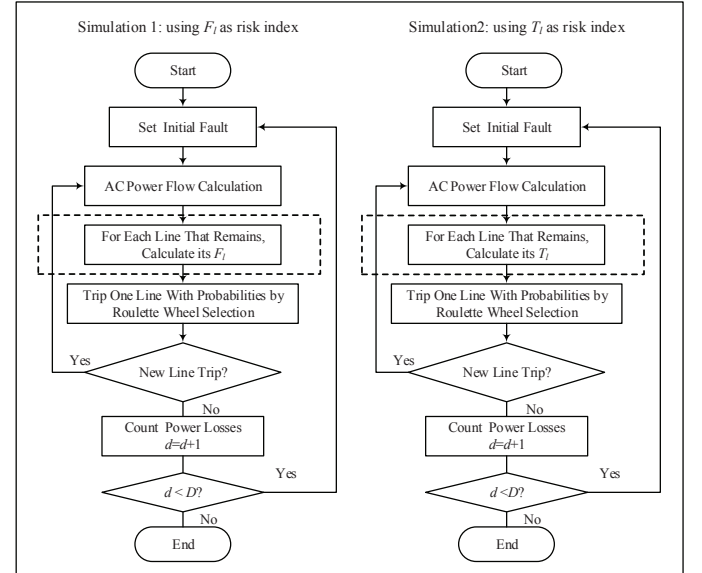 Simulation 1: using Fl as risk index
Start
Set Initial Fault
AC Power Flow Calculation
For Each Line That Remains,
Calculate its Fl
Trip One Line With Probabilities by
Roulette Wheel Selection
Yes
New Line Trip?
No
Count Power Losses
d=d+1
Yes
d < D?
No
End
Simulation2: using Tl as risk index
Start
Set Initial Fault
AC Power Flow Calculation
For Each Line That Remains,
Calculate its Tl
Trip One Line With Probabilities by
Roulette Wheel Selection
Yes
New Line Trip?
No
Count Power Losses
d=d+1
Yes
d <D?
No
End